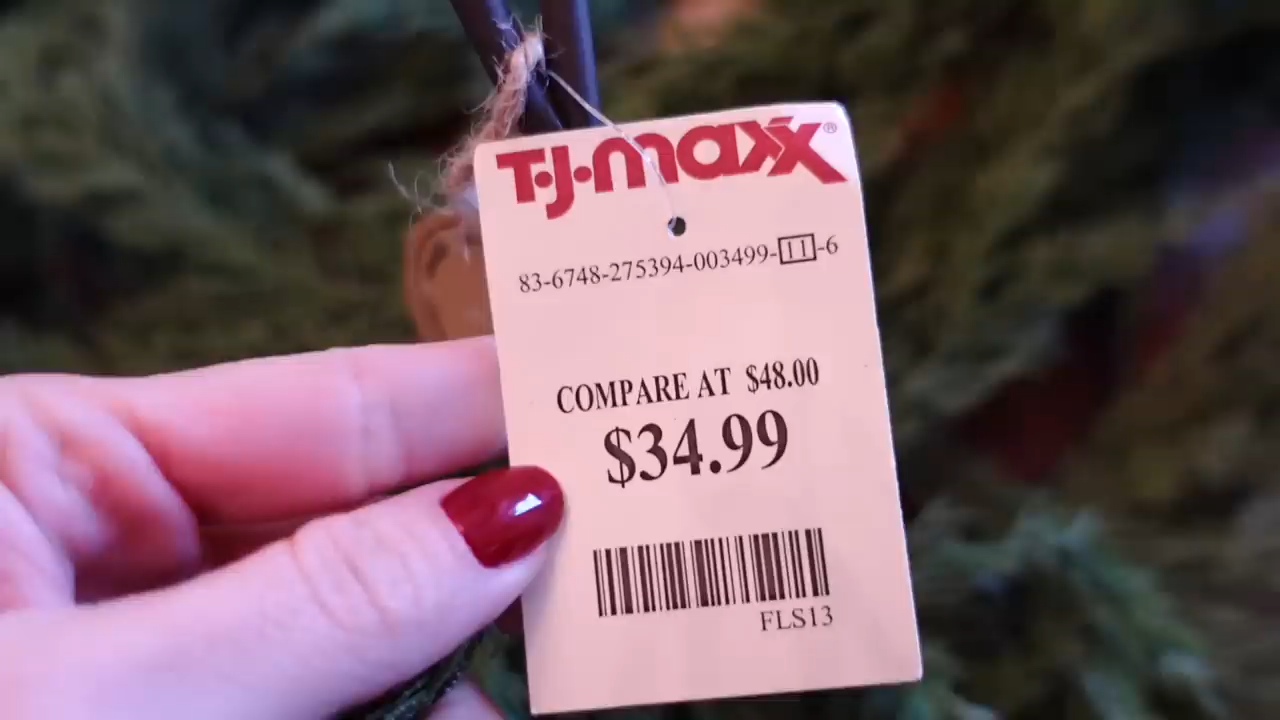 T•J•maxx®
83-6748-275394-003499-11-6
COMPARE AT $48.00
$34.99
FLS13